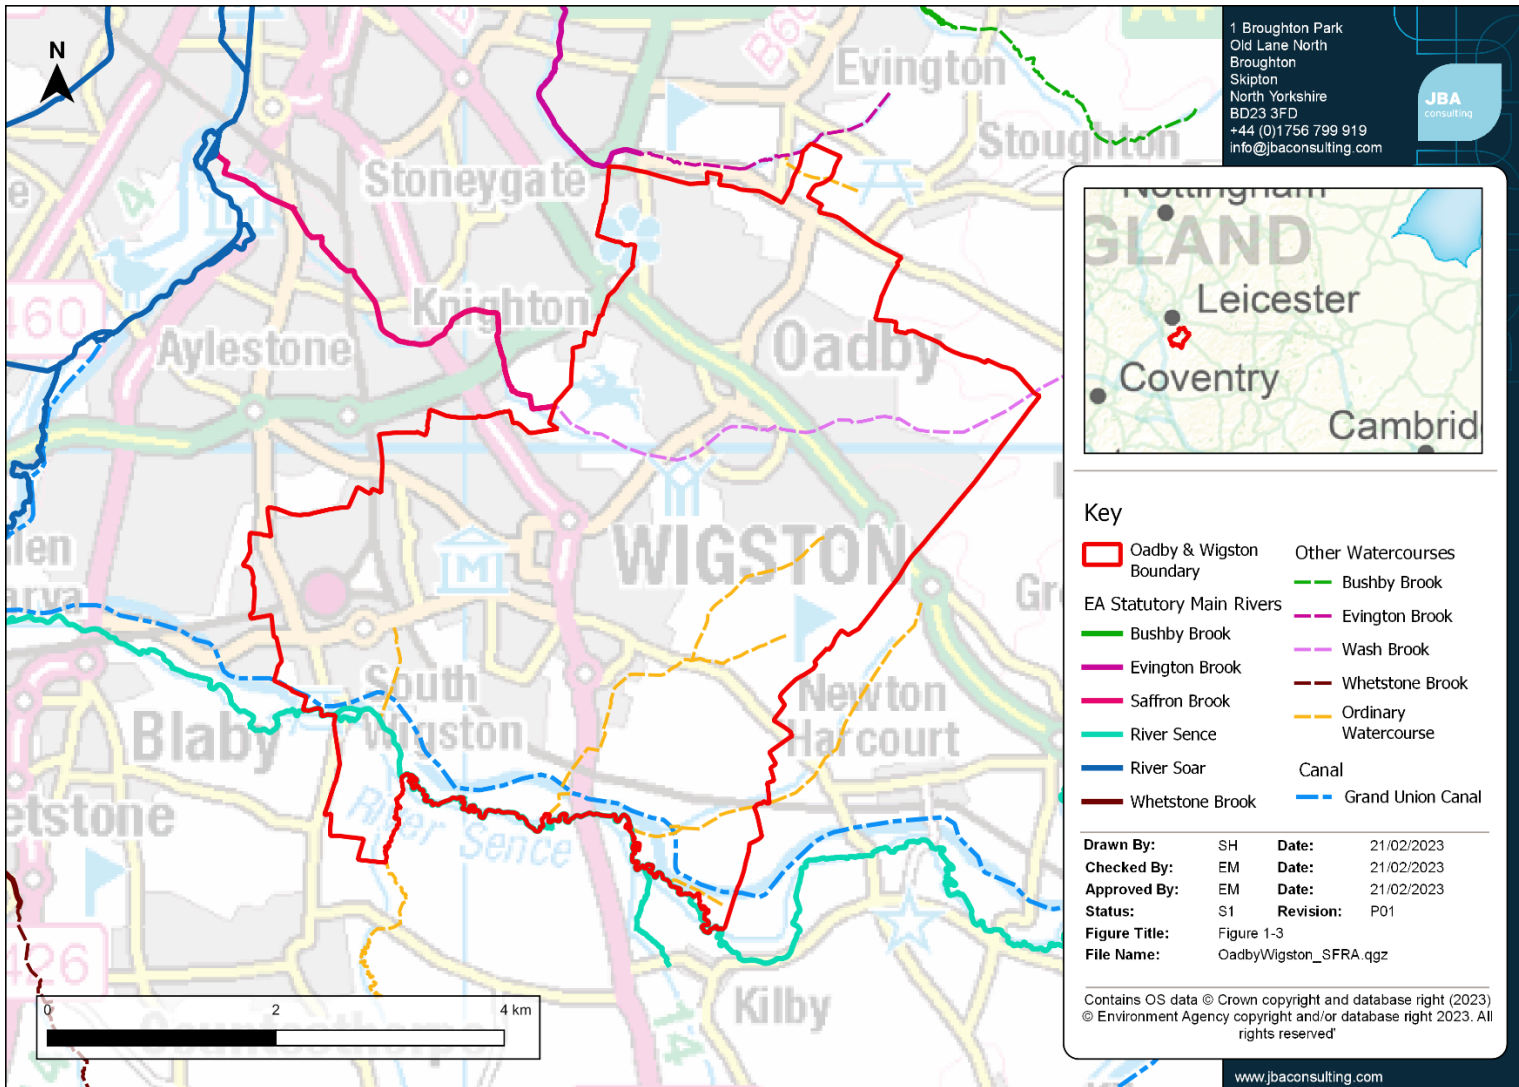 N
Evington
Stoughton
Stoneygate
Knighton
Aylestone
Oadby
WIGSTON
South
Wigston
Blaby
Newton
Harcourt
River Sence
Kilby
etstone
460
426
14
0
2
4 km
1 Broughton Park
Old Lane North
Broughton
Skipton
North Yorkshire
BD23 3FD
+44 (0)1756 799 919
info@jbaconsulting.com
JBA
consulting
Nottingham
GLAND
Leicester
Coventry
Cambrid
Key
Oadby & Wigston
Boundary
EA Statutory Main Rivers
Bushby Brook
Evington Brook
Saffron Brook
River Sence
River Soar
Whetstone Brook
Other Watercourses
Bushby Brook
Evington Brook
Wash Brook
Whetstone Brook
Ordinary
Watercourse
Canal
Grand Union Canal
Drawn By: SH Date: 21/02/2023
Checked By: EM Date: 21/02/2023
Approved By: EM Date: 21/02/2023
Status: S1 Revision: P01
Figure Title: Figure 1-3
File Name: OadbyWigston_SFRA.qgz
Contains OS data © Crown copyright and database right (2023)
© Environment Agency copyright and/or database right 2023. All
rights reserved'
www.jbaconsulting.com